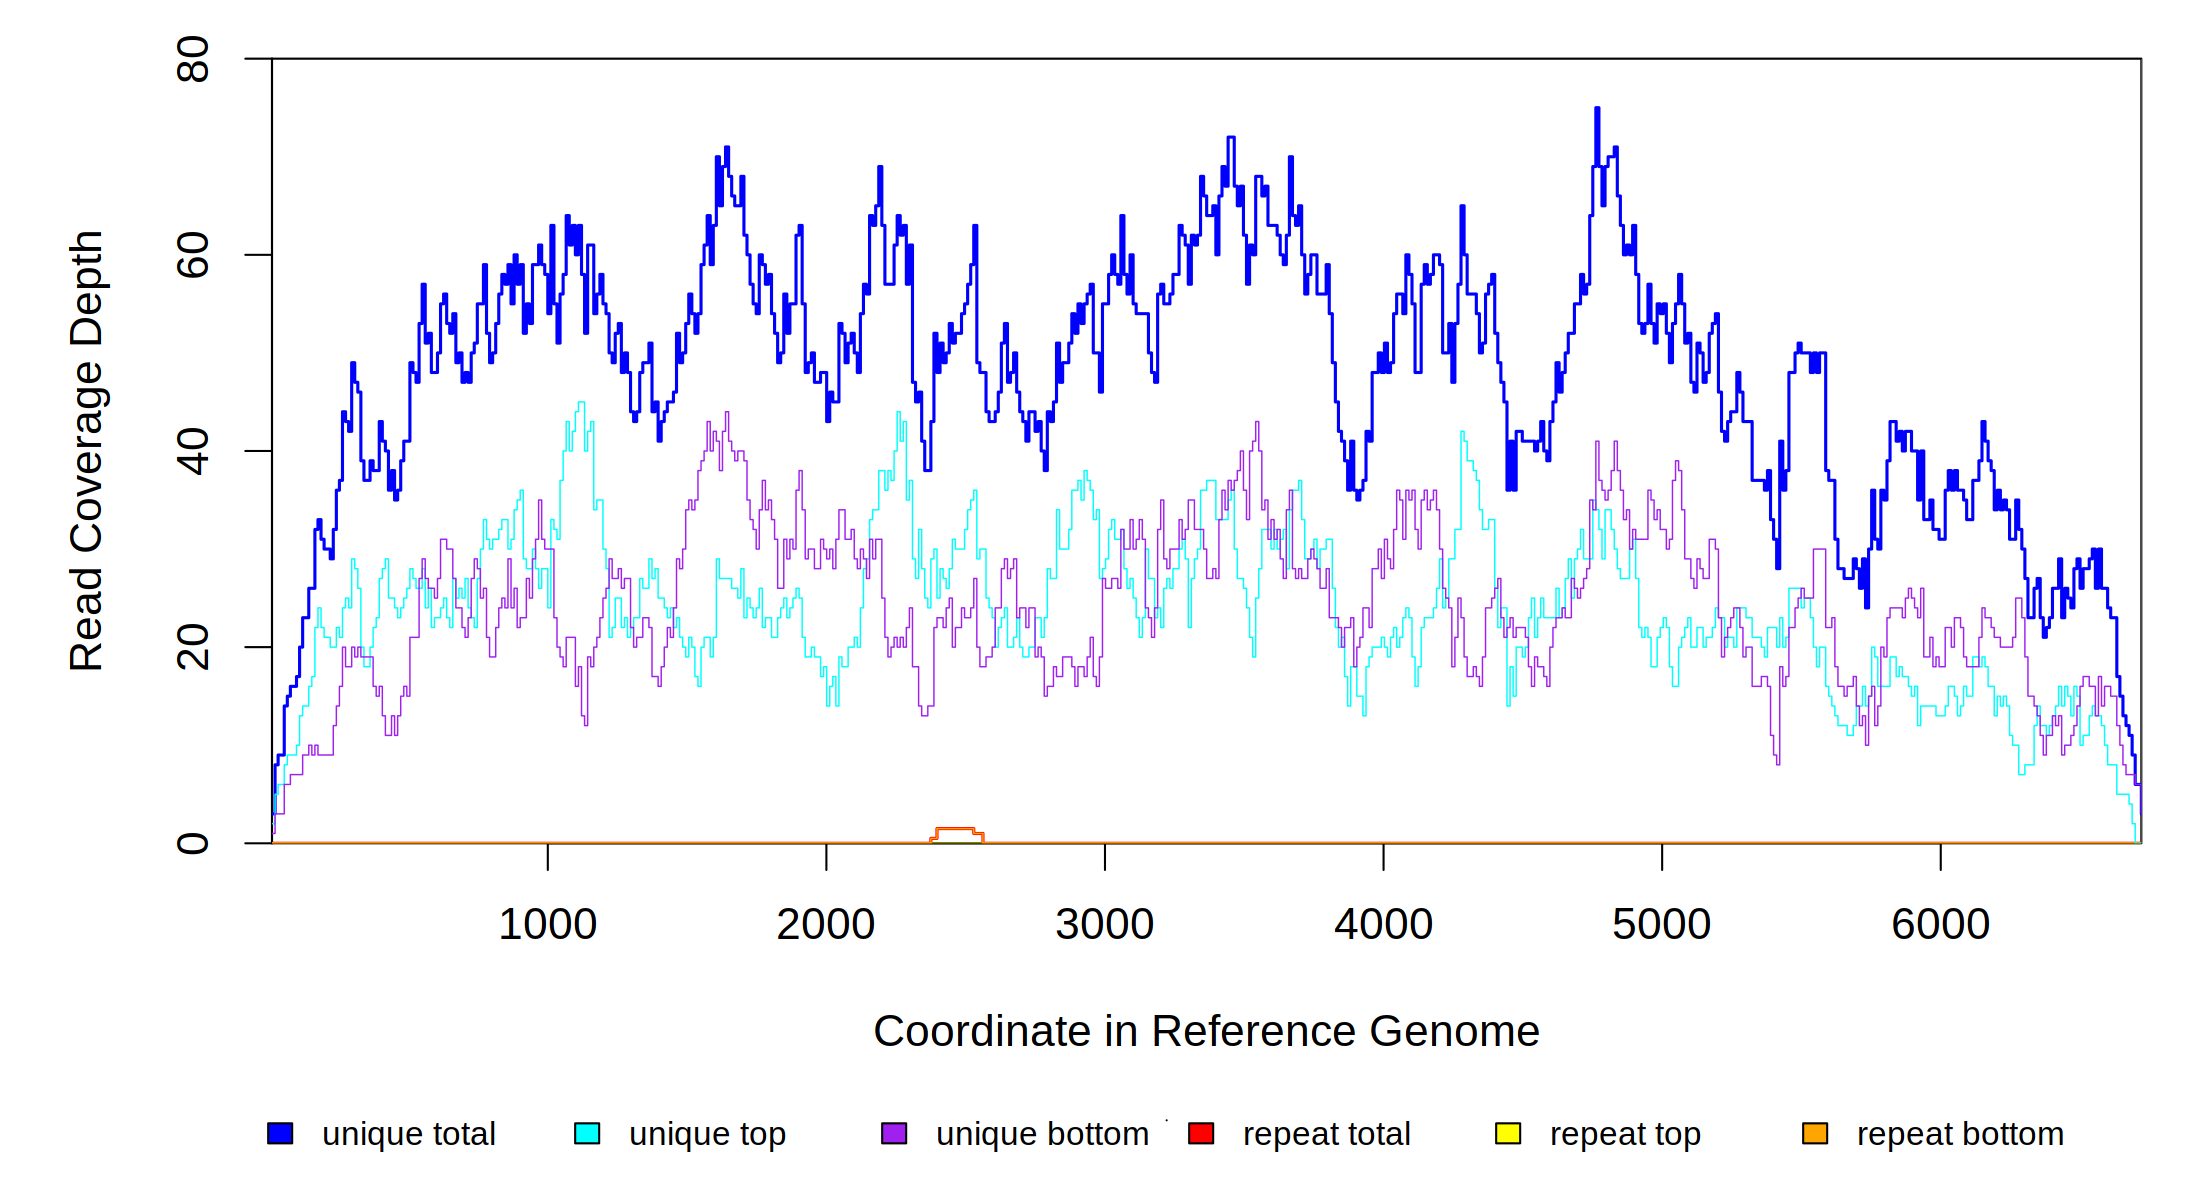 80
60
40
20
0
Read Coverage Depth
1000 2000 3000 4000 5000 6000
Coordinate in Reference Genome
unique total unique top unique bottom repeat total repeat top repeat bottom